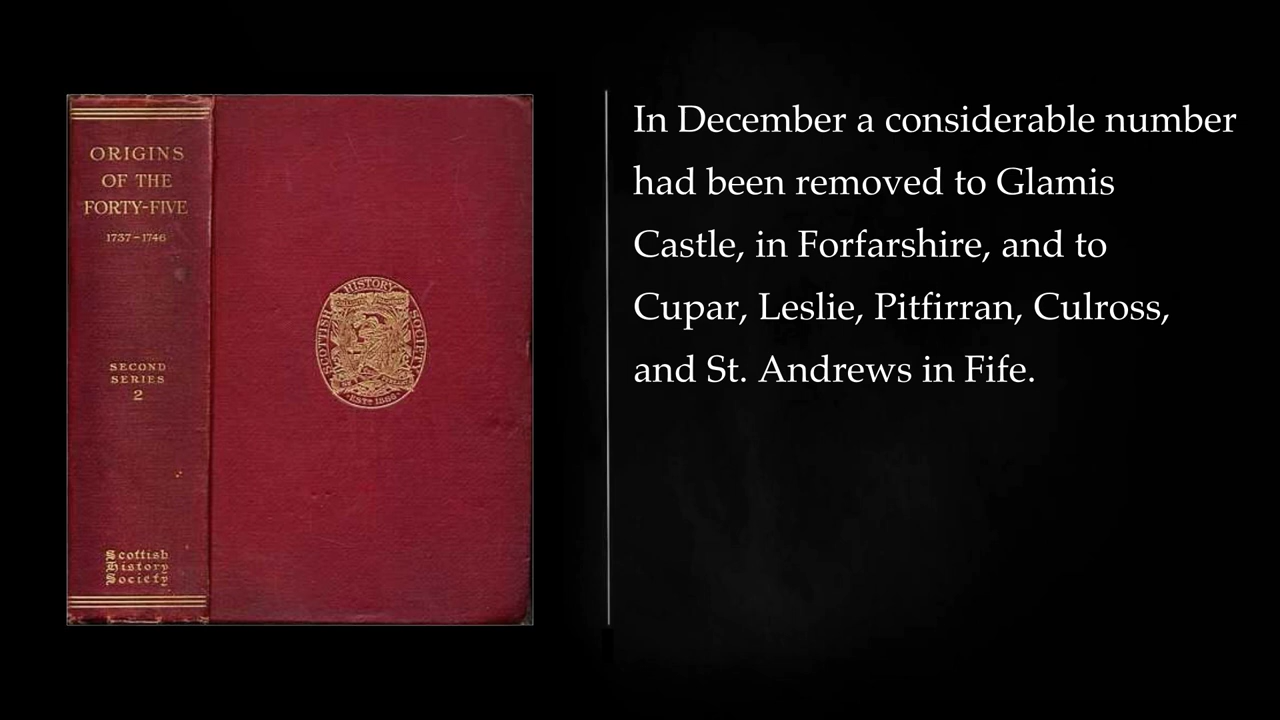 ORIGINS
OF THE
FORTY-FIVE
1737-1746
SECOND
SERIES
2
Scottish
History
Society
SCOTTISH HISTORY SOCIETY
ESTD 1886
In December a considerable number
had been removed to Glamis
Castle, in Forfarshire, and to
Cupar, Leslie, Pitfirran, Culross,
and St. Andrews in Fife.